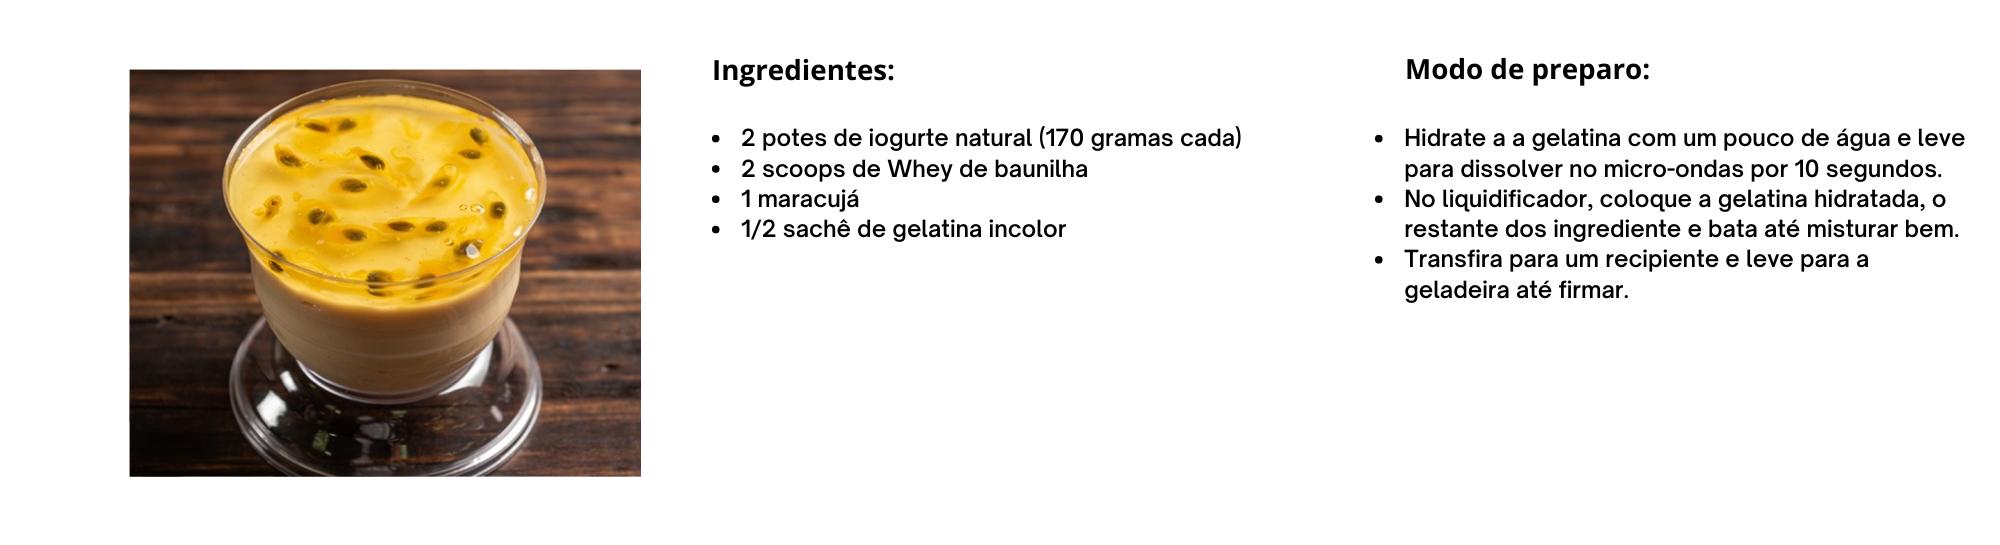 Ingredientes:
• 2 potes de iogurte natural (170 gramas cada)
• 2 scoops de Whey de baunilha
• 1 maracujá
• 1/2 sachê de gelatina incolor
Modo de preparo:
• Hidrate a a gelatina com um pouco de água e leve
para dissolver no micro-ondas por 10 segundos.
• No liquidificador, coloque a gelatina hidratada, o
restante dos ingrediente e bata até misturar bem.
• Transfira para um recipiente e leve para a
geladeira até firmar.